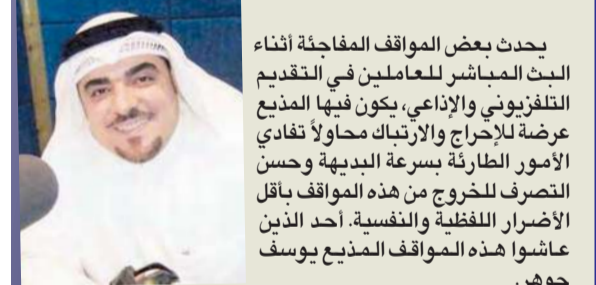 يحدث بعض المواقف المفاجئة أثناء
البث المباشر للعاملين في التقديم
التلفزيوني والإذاعي، يكون فيها المذيع
عرضة للإحراج والارتباك محاولاً تفادي
الأمور الطارئة بسرعة البديهة وحسن
التصرف للخروج من هذه المواقف بأقل
الأضرار اللفظية والنفسية. أحد الذين
عاشوا هذه المواقف المذيع يوسف
جوهر.